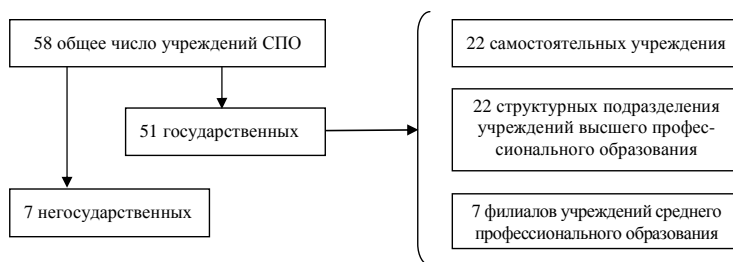 58 общее число учреждений СПО
51 государственных
7 негосударственных
22 самостоятельных учреждения
22 структурных подразделения
учреждений высшего профес-
сионального образования
7 филиалов учреждений среднего
профессионального образования